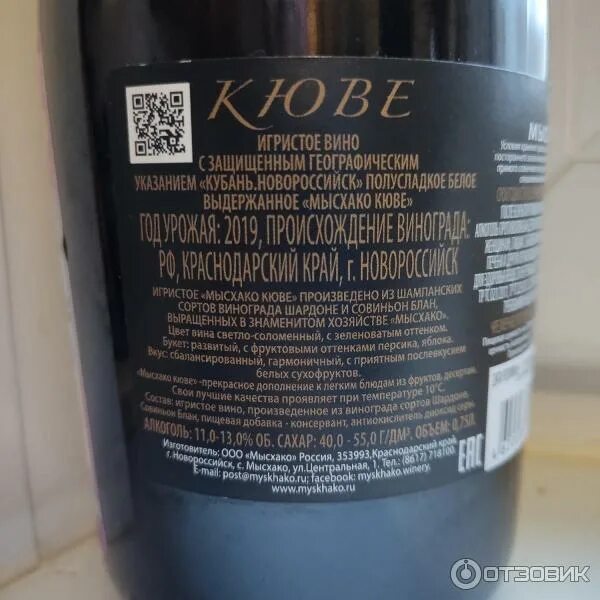 КЮВЕ
ИГРИСТОЕ ВИНО
С ЗАЩИЩЕННЫМ ГЕОГРАФИЧЕСКИМ
УКАЗАНИЕМ «КУБАНЬ.НОВОРОССИЙСК» ПОЛУСЛАДКОЕ БЕЛОЕ
ВЫДЕРЖАННОЕ «МЫСХАКО КЮВЕ»
ГОД УРОЖАЯ: 2019, ПРОИСХОЖДЕНИЕ ВИНОГРАДА:
РФ, КРАСНОДАРСКИЙ КРАЙ, г. НОВОРОССИЙСК
ИГРИСТОЕ «МЫСХАКО КЮВЕ» ПРОИЗВЕДЕНО ИЗ ШАМПАНСКИХ
СОРТОВ ВИНОГРАДА ШАРДОНЕ И СОВИНЬОН БЛАН,
ВЫРАЩЕННЫХ В ЗНАМЕНИТОМ ХОЗЯЙСТВЕ «МЫСХАКО».
Цвет вина светло-соломенный, с зеленоватым оттенком.
Букет: развитый, с фруктовыми оттенками персика, яблока.
Вкус: сбалансированный, гармоничный, с приятным послевкусием
белых сухофруктов.
«Мысхако кюве» -прекрасное дополнение к легким блюдам из фруктов, десертам.
Свои лучшие качества проявляет при температуре 10°С.
Состав: игристое вино, произведенное из винограда сортов Шардоне,
Совиньон Блан, пищевая добавка - консервант, антиокислитель диоксид серы.
АЛКОГОЛЬ: 11,0-13,0% ОБ. САХАР: 40,0 - 55,0 Г/ДМ³. ОБЪЕМ: 0,75Л.
Изготовитель: ООО «Мысхако» Россия, 353993,Краснодарский край,
г. Новороссийск, с. Мысхако, ул.Центральная, 1. Тел.: (8617) 718100.
E-mail: post@myskhako.ru; facebook: myskhako.winery.
www.myskhako.ru
ЕАС
ОТЗОВИК